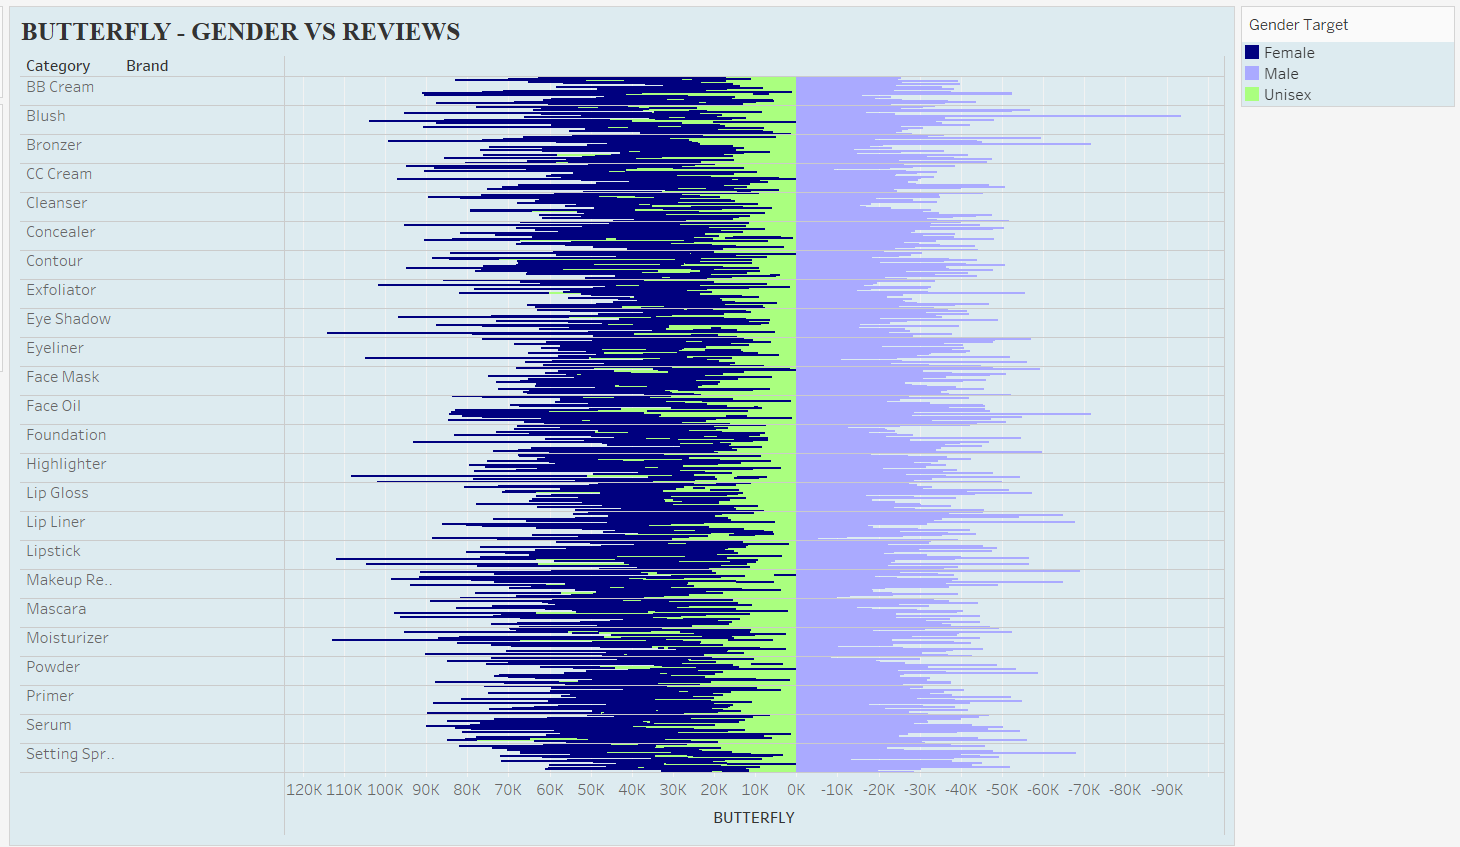 BUTTERFLY - GENDER VS REVIEWS
Category Brand
BB Cream
Blush
Bronzer
CC Cream
Cleanser
Concealer
Contour
Exfoliator
Eye Shadow
Eyeliner
Face Mask
Face Oil
Foundation
Highlighter
Lip Gloss
Lip Liner
Lipstick
Makeup Re..
Mascara
Moisturizer
Powder
Primer
Serum
Setting Spr..
120K 110K 100K 90K 80K 70K 60K 50K 40K 30K 20K 10K 0K -10K -20K -30K -40K -50K -60K -70K -80K -90K
BUTTERFLY
Gender Target
Female
Male
Unisex